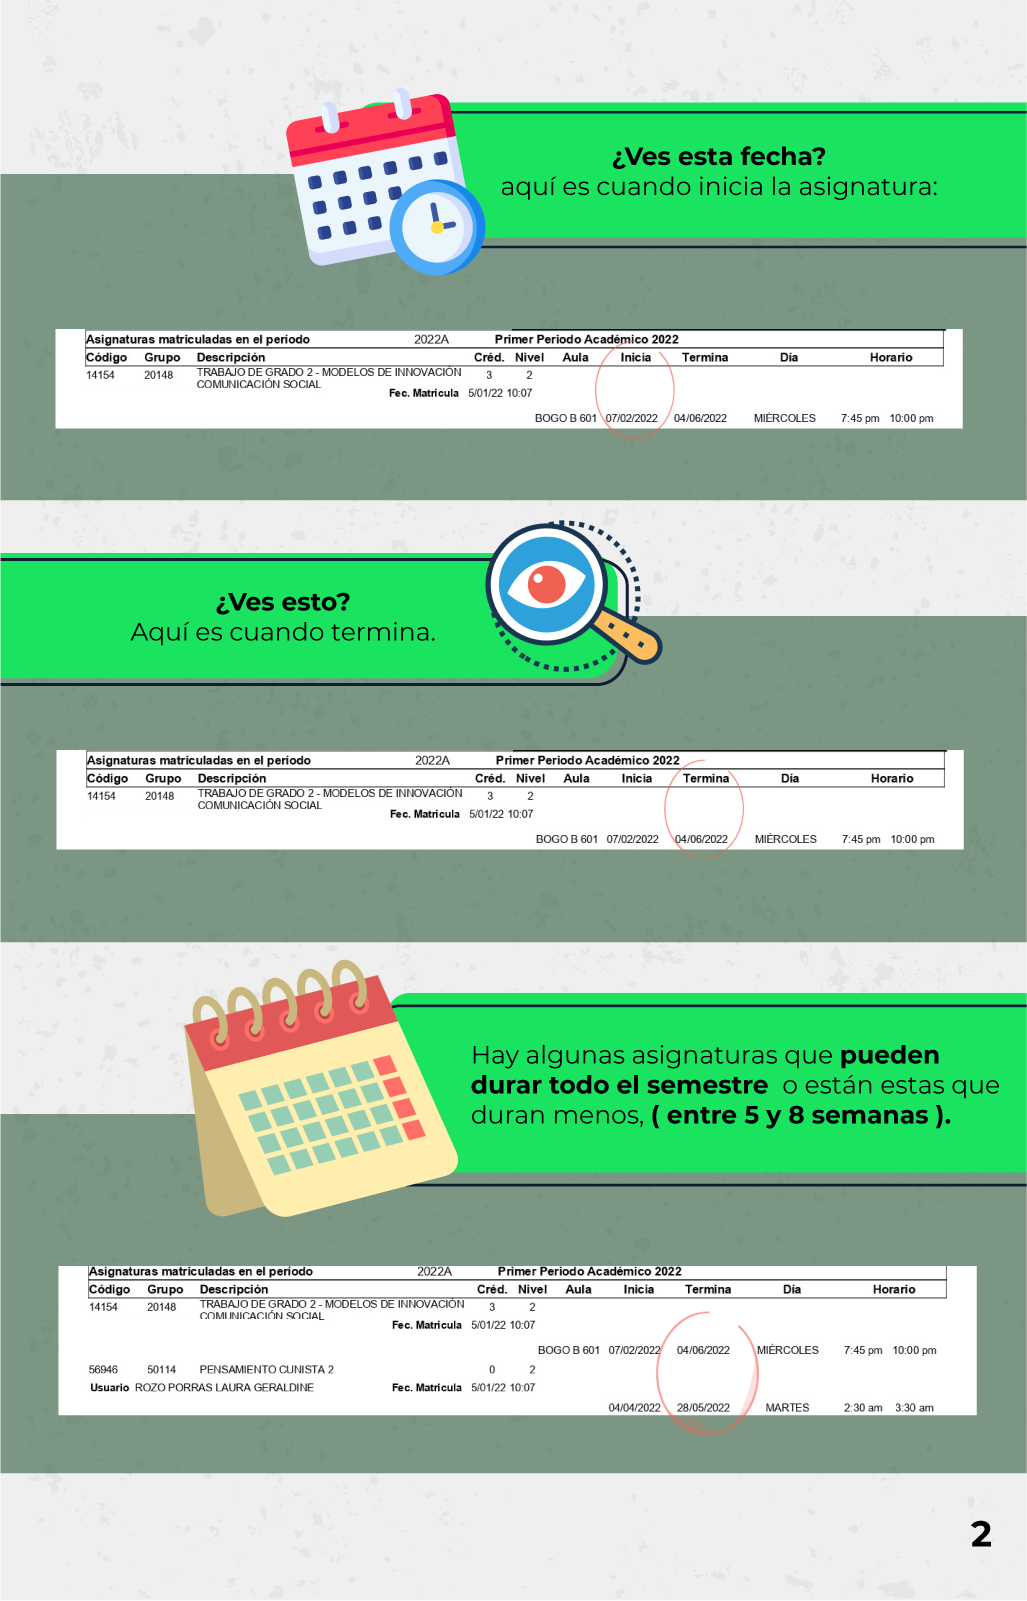 ¿Ves esta fecha?
aquí es cuando inicia la asignatura:
Asignaturas matriculadas en el período 2022A Primer Periodo Académico 2022
Código Grupo Descripción Créd. Nivel Aula Inicia Termina Día Horario
14154 20148 TRABAJO DE GRADO 2 - MODELOS DE INNOVACIÓN 3 2
COMUNICACIÓN SOCIAL
Fec. Matricula 5/01/22 10:07
BOGO B 601 07/02/2022 04/06/2022 MIÉRCOLES 7:45 pm 10:00 pm
¿Ves esto?
Aquí es cuando termina.
Asignaturas matriculadas en el período 2022A Primer Periodo Académico 2022
Código Grupo Descripción Créd. Nivel Aula Inicia Termina Día Horario
14154 20148 TRABAJO DE GRADO 2 - MODELOS DE INNOVACIÓN 3 2
COMUNICACIÓN SOCIAL
Fec. Matricula 5/01/22 10:07
BOGO B 601 07/02/2022 04/06/2022 MIÉRCOLES 7:45 pm 10:00 pm
Hay algunas asignaturas que pueden
durar todo el semestre o están estas que
duran menos, ( entre 5 y 8 semanas ).
Asignaturas matriculadas en el período 2022A Primer Periodo Académico 2022
Código Grupo Descripción Créd. Nivel Aula Inicia Termina Día Horario
14154 20148 TRABAJO DE GRADO 2 - MODELOS DE INNOVACIÓN 3 2
COMUNICACIÓN SOCIAL
Fec. Matricula 5/01/22 10:07
BOGO B 601 07/02/2022 04/06/2022 MIÉRCOLES 7:45 pm 10:00 pm
56946 50114 PENSAMIENTO CUNISTA 2 0 2
Usuario ROZO PORRAS LAURA GERALDINE Fec. Matricula 5/01/22 10:07
04/04/2022 28/05/2022 MARTES 2:30 am 3:30 am
2